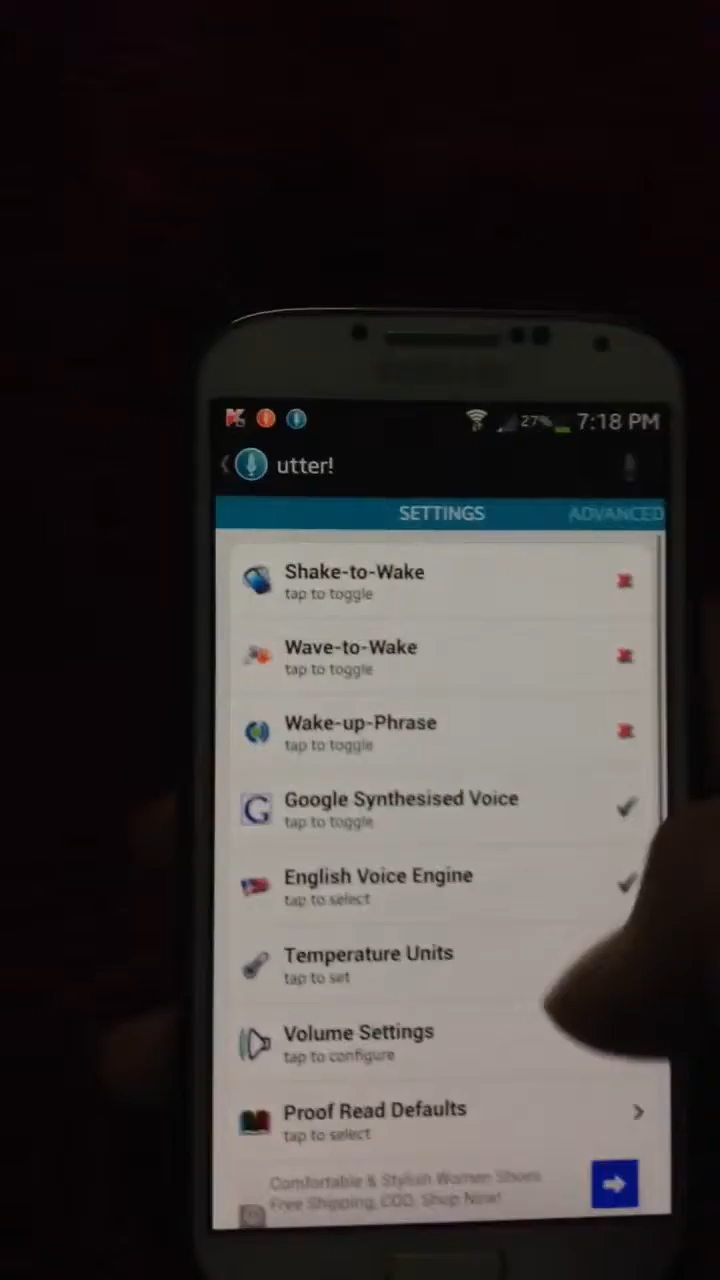 27% 7:18 PM
utter!
SETTINGS ADVANCED
Shake-to-Wake
tap to toggle
Wave-to-Wake
tap to toggle
Wake-up-Phrase
tap to toggle
Google Synthesised Voice
tap to toggle
English Voice Engine
tap to select
Temperature Units
tap to set
Volume Settings
tap to configure
Proof Read Defaults
tap to select
Comfortable & Stylish Women Shoes
Free Shipping, COD. Shop Now!